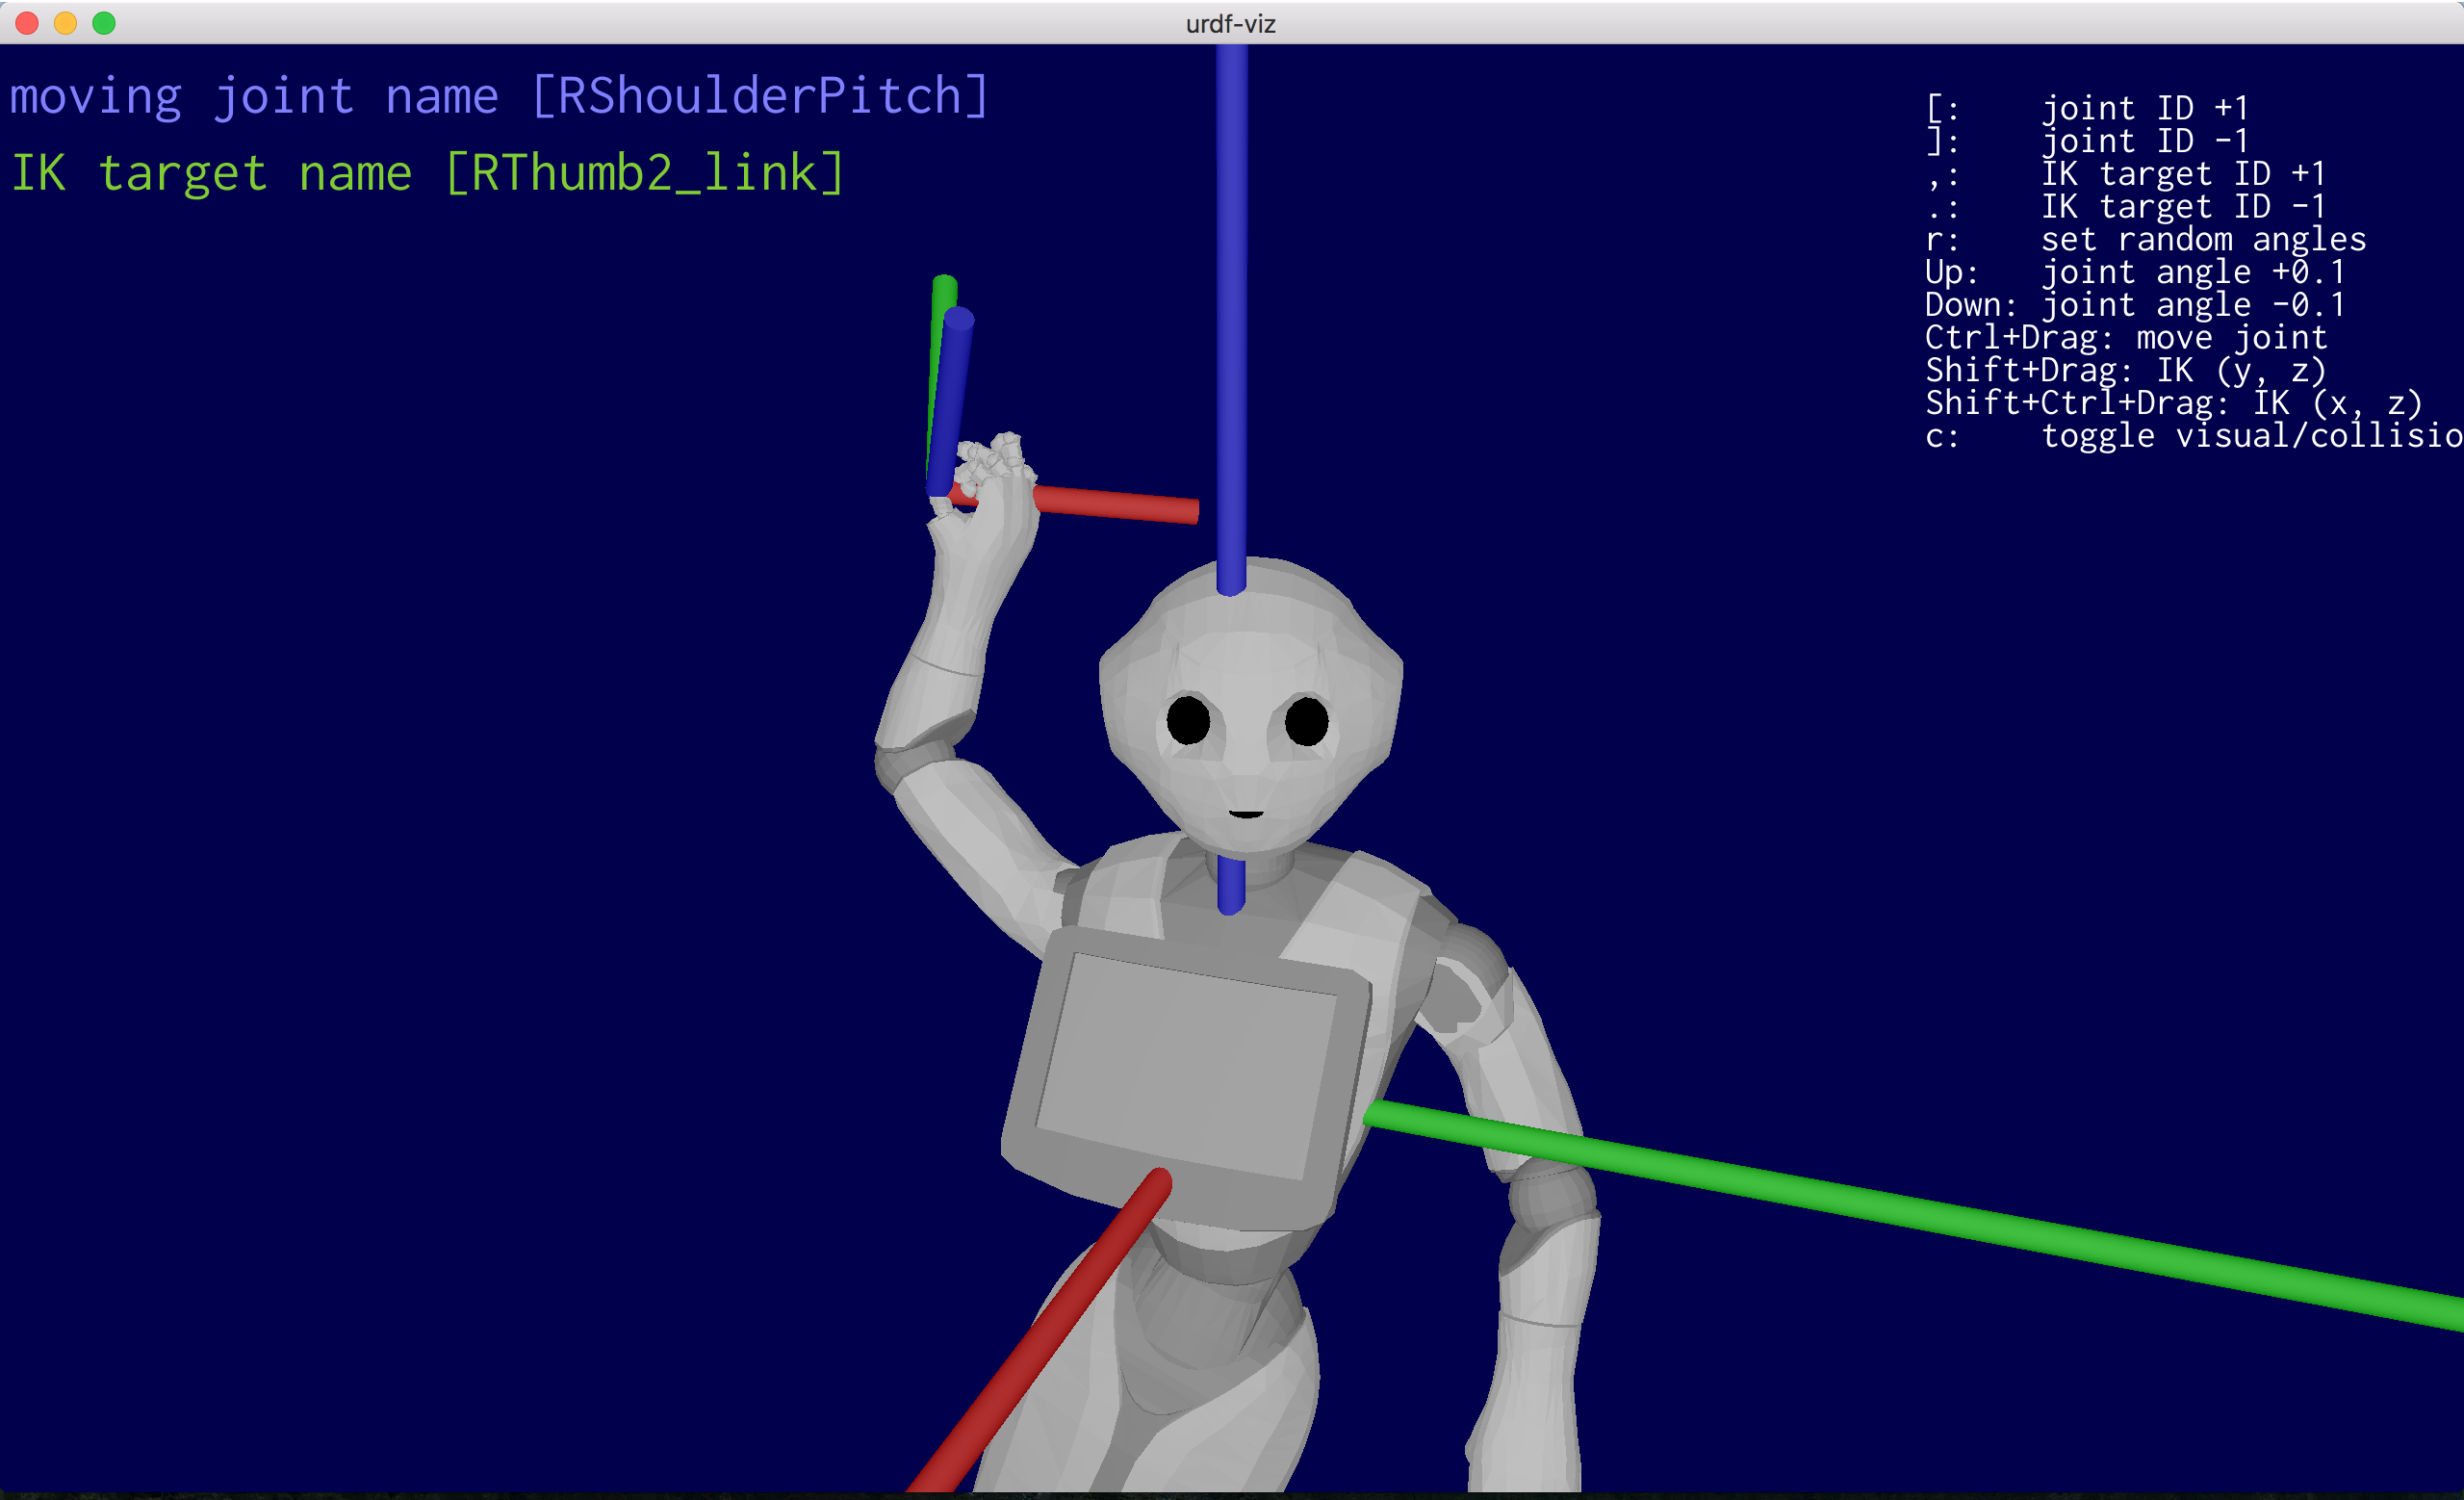 urdf-viz
moving joint name [RShoulderPitch]
IK target name [RThumb2_link]
[: joint ID +1
]: joint ID -1
,: IK target ID +1
.: IK target ID -1
r: set random angles
Up: joint angle +0.1
Down: joint angle -0.1
Ctrl+Drag: move joint
Shift+Drag: IK (y, z)
Shift+Ctrl+Drag: IK (x, z)
c: toggle visual/collisio